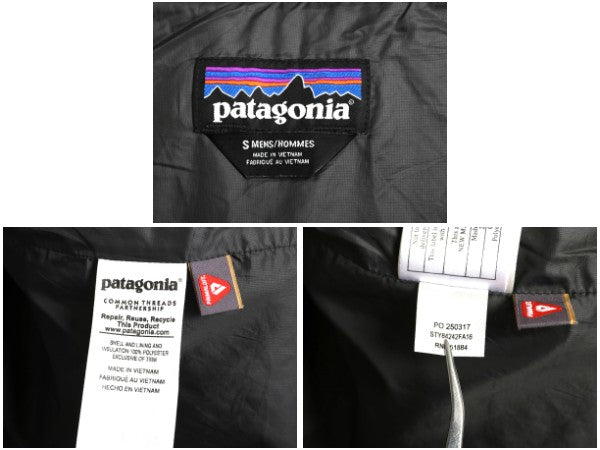 patagonia®
S MENS/HOMMES
MADE IN VIETNAM
FABRIQUÉ AU VIETNAM
patagonia®
COMMON THREADS
PARTNERSHIP
Repair, Reuse, Recycle
This Product
www.patagonia.com
SHELL AND LINING AND
INSULATION 100% POLYESTER
EXCLUSIVE OF TRIM
MADE IN VIETNAM
FABRIQUÉ AU VIETNAM
HECHO EN VIETNAM
PRIMALOFT
PO 250317
STY84242FA16